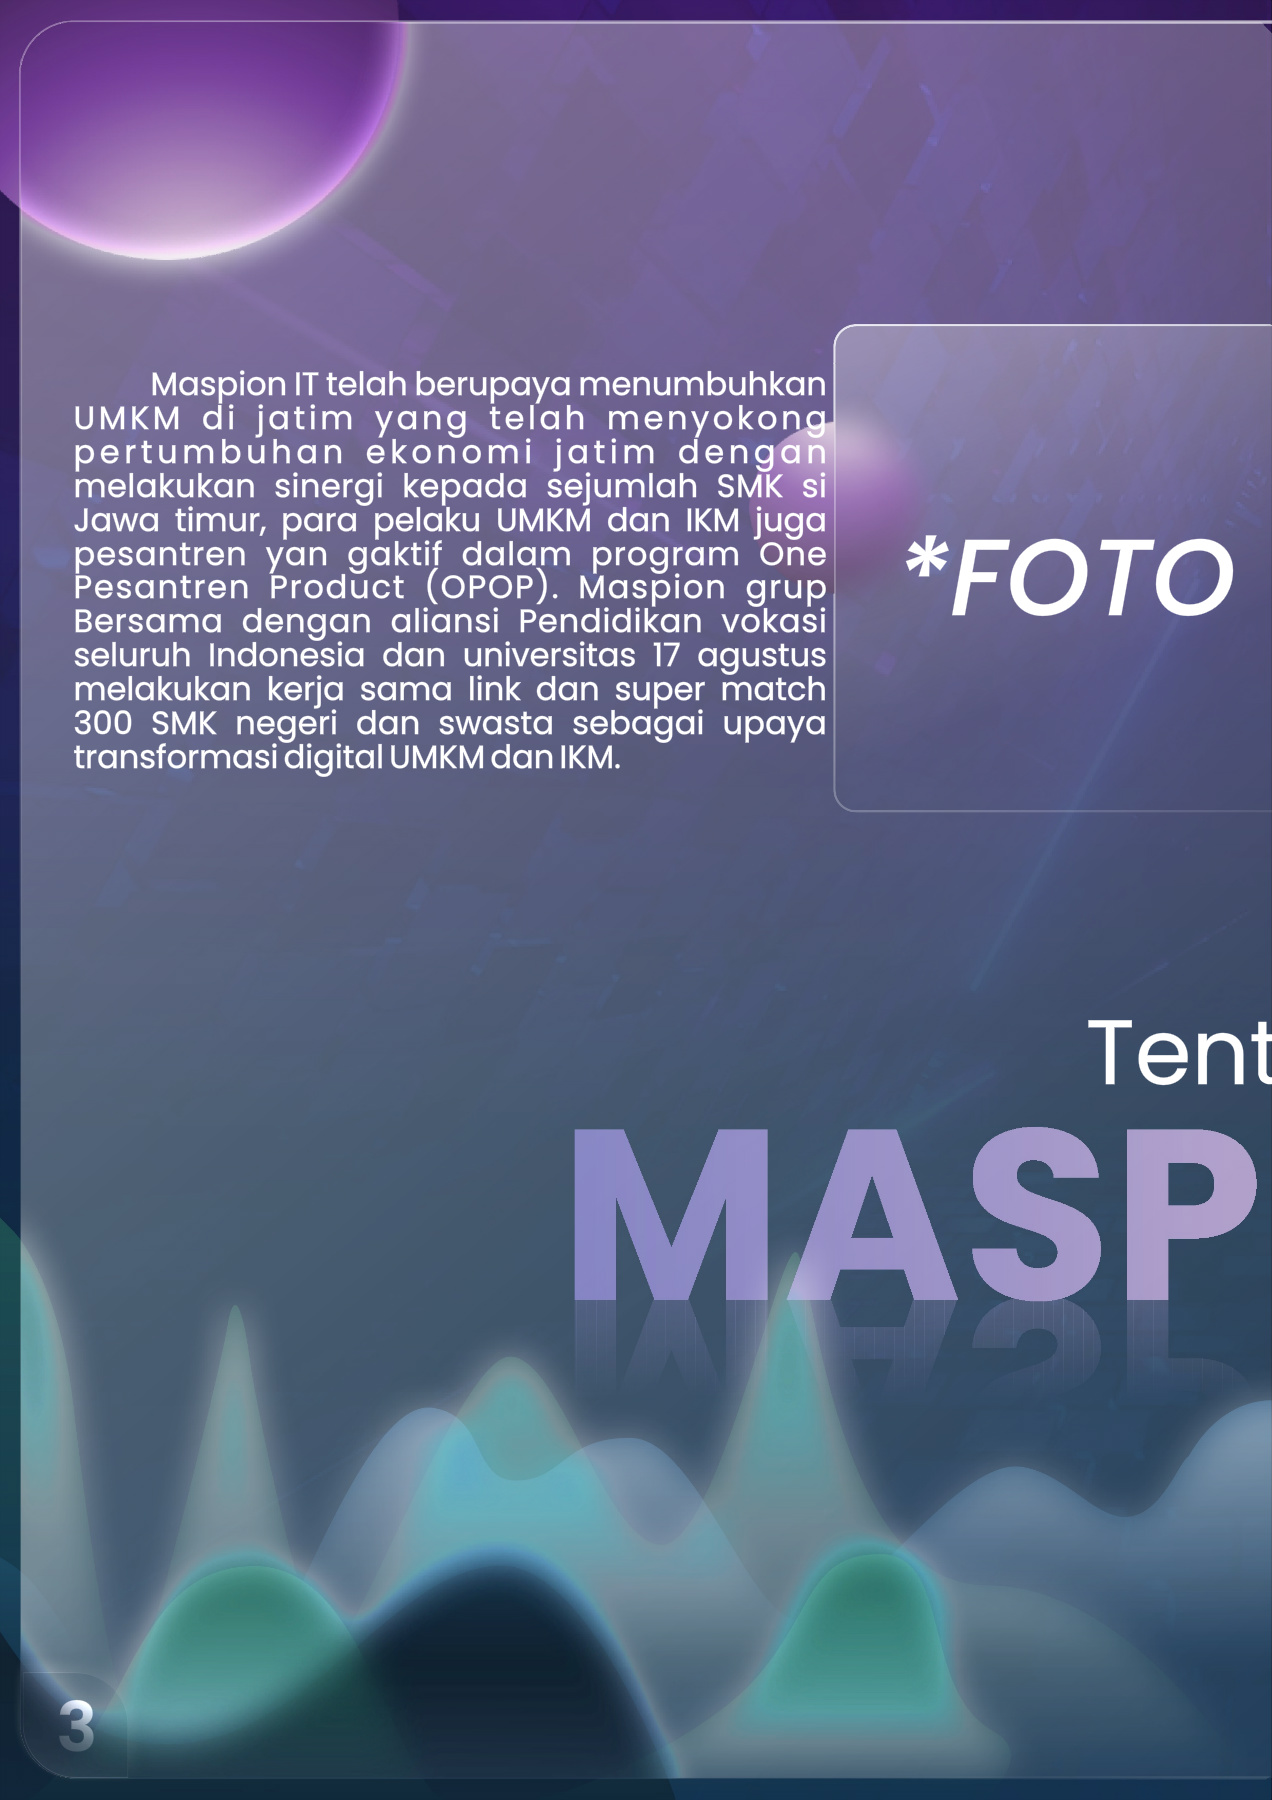 Maspion IT telah berupaya menumbuhkan
UMKM di jatim yang telah menyokong
pertumbuhan ekonomi jatim dengan
melakukan sinergi kepada sejumlah SMK si
Jawa timur, para pelaku UMKM dan IKM juga
pesantren yan gaktif dalam program One
Pesantren Product (OPOP). Maspion grup
Bersama dengan aliansi Pendidikan vokasi
seluruh Indonesia dan universitas 17 agustus
melakukan kerja sama link dan super match
300 SMK negeri dan swasta sebagai upaya
transformasi digital UMKM dan IKM.
*FOTO
Tent
MASP
3